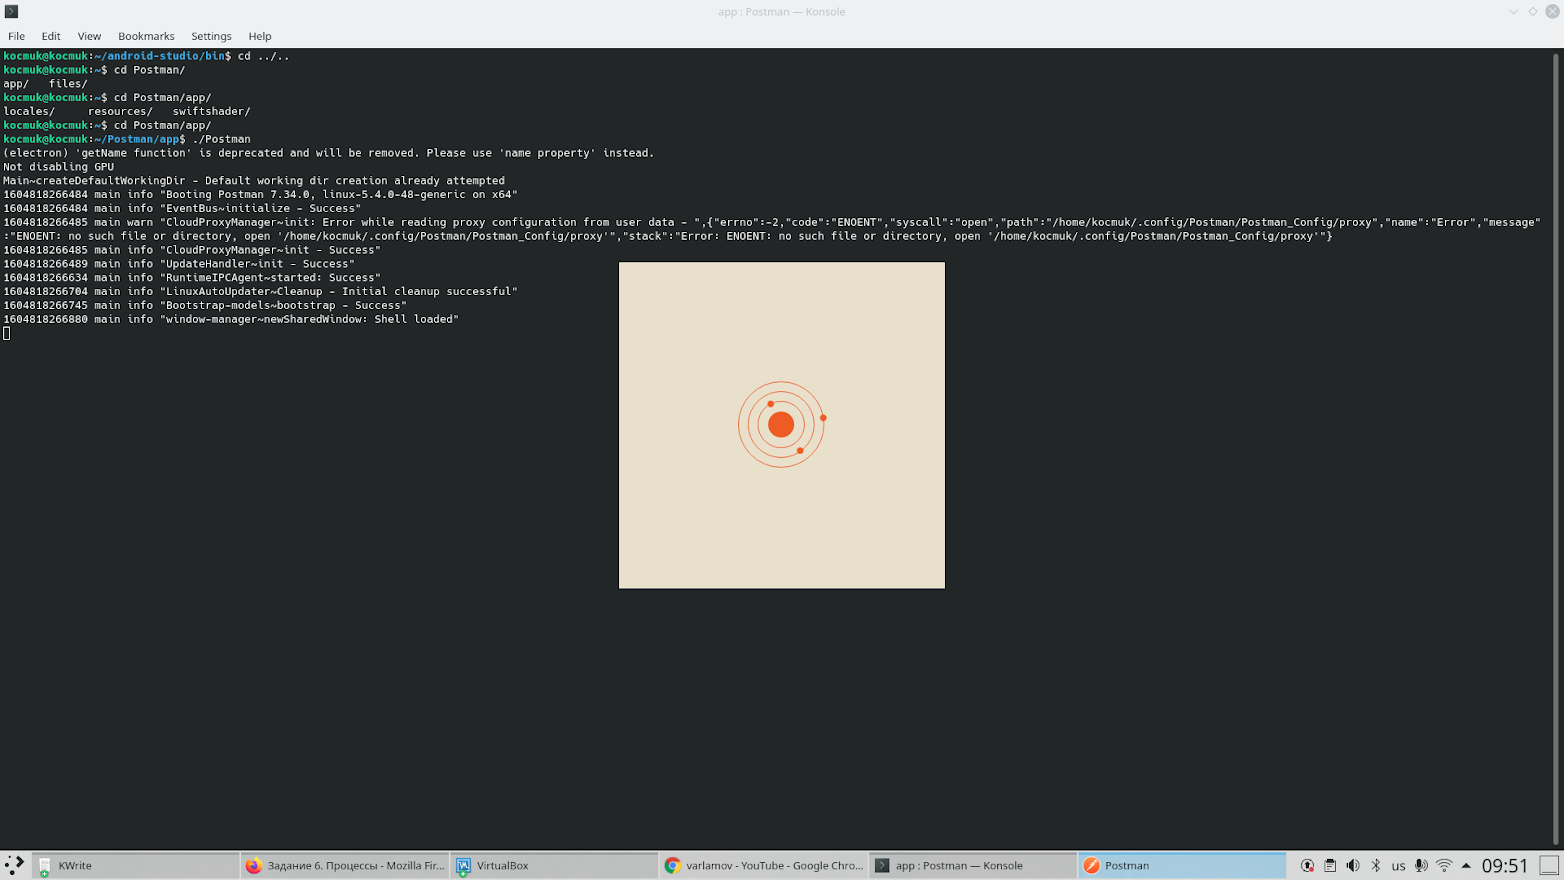 app : Postman — Konsole
File Edit View Bookmarks Settings Help
kocmuk@kocmuk:~/android-studio/bin$ cd ../..
kocmuk@kocmuk:~$ cd Postman/
app/ files/
kocmuk@kocmuk:~$ cd Postman/app/
locales/ resources/ swiftshader/
kocmuk@kocmuk:~$ cd Postman/app/
kocmuk@kocmuk:~/Postman/app$ ./Postman
(electron) 'getName function' is deprecated and will be removed. Please use 'name property' instead.
Not disabling GPU
Main~createDefaultWorkingDir - Default working dir creation already attempted
1604818266484 main info "Booting Postman 7.34.0, linux-5.4.0-48-generic on x64"
1604818266484 main info "EventBus~initialize - Success"
1604818266485 main warn "CloudProxyManager~init: Error while reading proxy configuration from user data - ",{"errno":-2,"code":"ENOENT","syscall":"open","path":"/home/kocmuk/.config/Postman/Postman_Config/proxy","name":"Error","message"
:"ENOENT: no such file or directory, open '/home/kocmuk/.config/Postman/Postman_Config/proxy'","stack":"Error: ENOENT: no such file or directory, open '/home/kocmuk/.config/Postman/Postman_Config/proxy'"}
1604818266485 main info "CloudProxyManager~init - Success"
1604818266489 main info "UpdateHandler~init - Success"
1604818266634 main info "RuntimeIPCAgent~started: Success"
1604818266704 main info "LinuxAutoUpdater~Cleanup - Initial cleanup successful"
1604818266745 main info "Bootstrap-models~bootstrap - Success"
1604818266880 main info "window-manager~newSharedWindow: Shell loaded"
KWrite Задание 6. Процессы - Mozilla Fir... VirtualBox varlamov - YouTube - Google Chro... app : Postman — Konsole Postman us 09:51